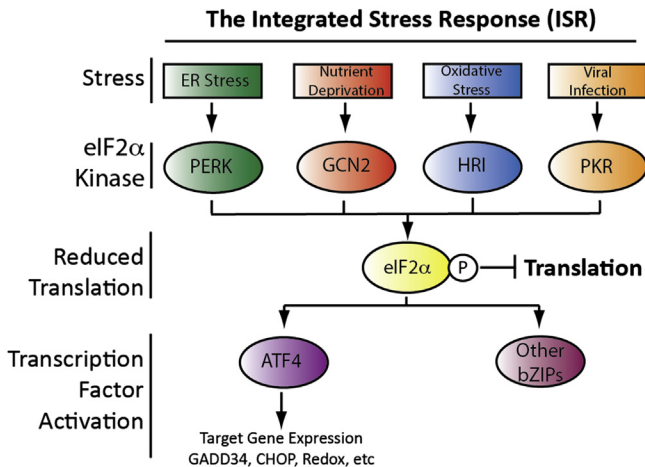 The Integrated Stress Response (ISR)
Stress
ER Stress
Nutrient
Deprivation
Oxidative
Stress
Viral
Infection
eIF2α
Kinase
PERK
GCN2
HRI
PKR
Reduced
Translation
eIF2α
P
Translation
Transcription
Factor
Activation
ATF4
Other
bZIPs
Target Gene Expression
GADD34, CHOP, Redox, etc